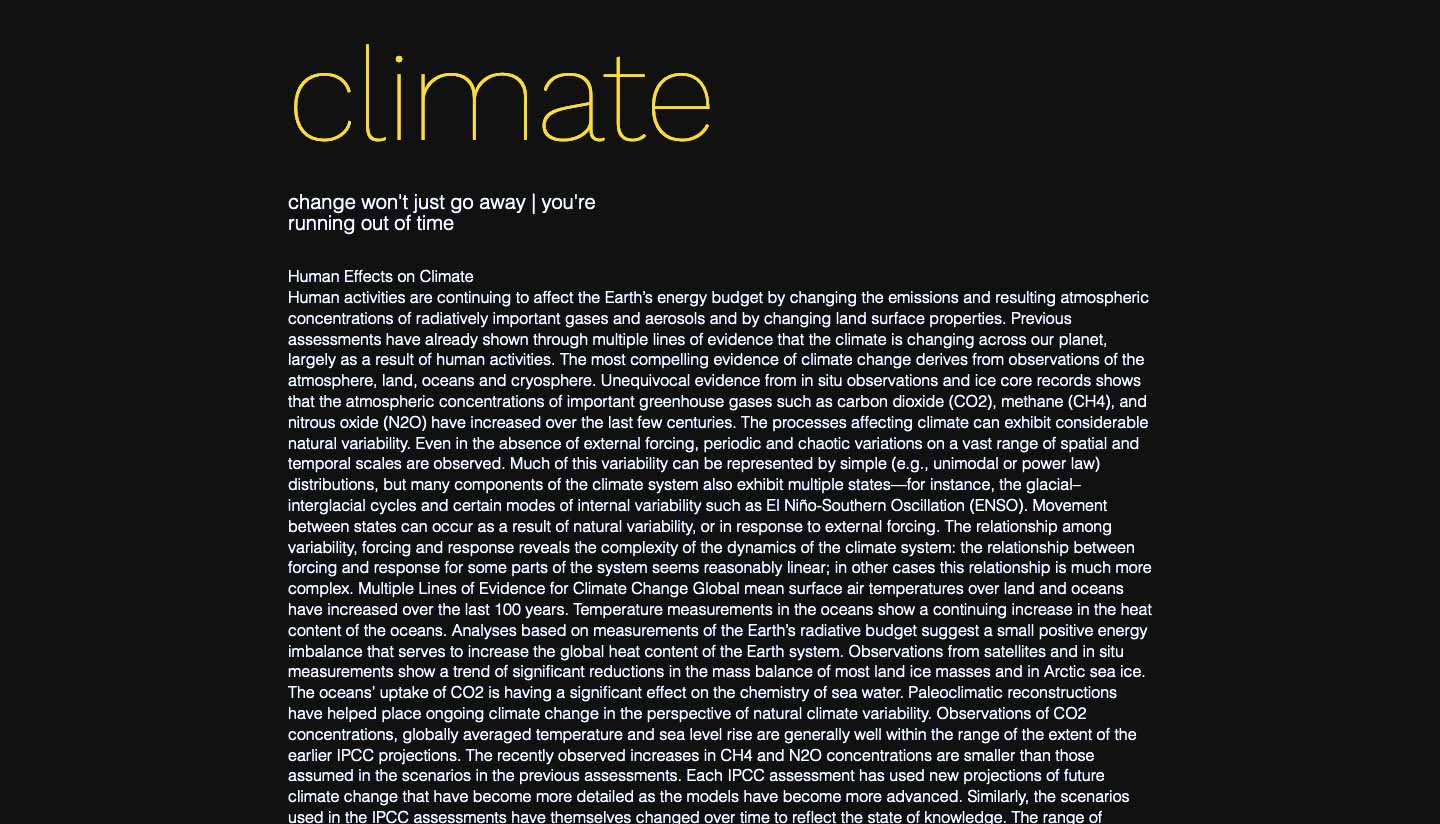 climate
change won't just go away | you're
running out of time
Human Effects on Climate
Human activities are continuing to affect the Earth’s energy budget by changing the emissions and resulting atmospheric
concentrations of radiatively important gases and aerosols and by changing land surface properties. Previous
assessments have already shown through multiple lines of evidence that the climate is changing across our planet,
largely as a result of human activities. The most compelling evidence of climate change derives from observations of the
atmosphere, land, oceans and cryosphere. Unequivocal evidence from in situ observations and ice core records shows
that the atmospheric concentrations of important greenhouse gases such as carbon dioxide (CO2), methane (CH4), and
nitrous oxide (N2O) have increased over the last few centuries. The processes affecting climate can exhibit considerable
natural variability. Even in the absence of external forcing, periodic and chaotic variations on a vast range of spatial and
temporal scales are observed. Much of this variability can be represented by simple (e.g., unimodal or power law)
distributions, but many components of the climate system also exhibit multiple states—for instance, the glacial–
interglacial cycles and certain modes of internal variability such as El Niño-Southern Oscillation (ENSO). Movement
between states can occur as a result of natural variability, or in response to external forcing. The relationship among
variability, forcing and response reveals the complexity of the dynamics of the climate system: the relationship between
forcing and response for some parts of the system seems reasonably linear; in other cases this relationship is much more
complex. Multiple Lines of Evidence for Climate Change Global mean surface air temperatures over land and oceans
have increased over the last 100 years. Temperature measurements in the oceans show a continuing increase in the heat
content of the oceans. Analyses based on measurements of the Earth’s radiative budget suggest a small positive energy
imbalance that serves to increase the global heat content of the Earth system. Observations from satellites and in situ
measurements show a trend of significant reductions in the mass balance of most land ice masses and in Arctic sea ice.
The oceans’ uptake of CO2 is having a significant effect on the chemistry of sea water. Paleoclimatic reconstructions
have helped place ongoing climate change in the perspective of natural climate variability. Observations of CO2
concentrations, globally averaged temperature and sea level rise are generally well within the range of the extent of the
earlier IPCC projections. The recently observed increases in CH4 and N2O concentrations are smaller than those
assumed in the scenarios in the previous assessments. Each IPCC assessment has used new projections of future
climate change that have become more detailed as the models have become more advanced. Similarly, the scenarios
used in the IPCC assessments have themselves changed over time to reflect the state of knowledge. The range of